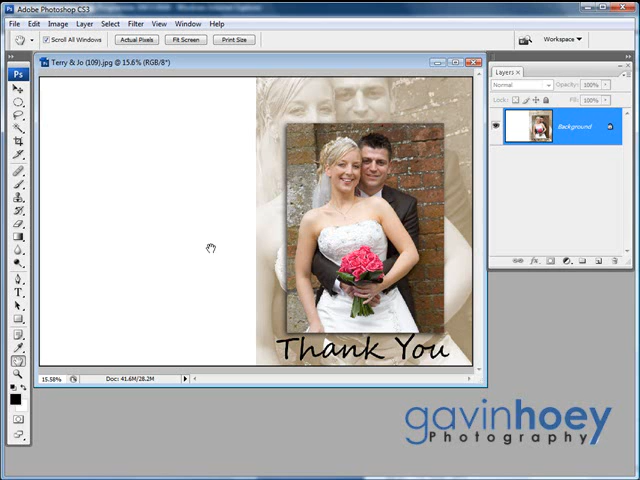 Adobe Photoshop CS3
File Edit Image Layer Select Filter View Window Help
Scroll All Windows Actual Pixels Fit Screen Print Size Workspace
Terry & Jo (109).jpg @ 15.6% (RGB/8*)
Ps
Layers
Normal Opacity: 100%
Lock: Fill: 100%
Background
T
Thank You
15.58% Doc: 41.6M/28.2M
gavinhoey
Photography